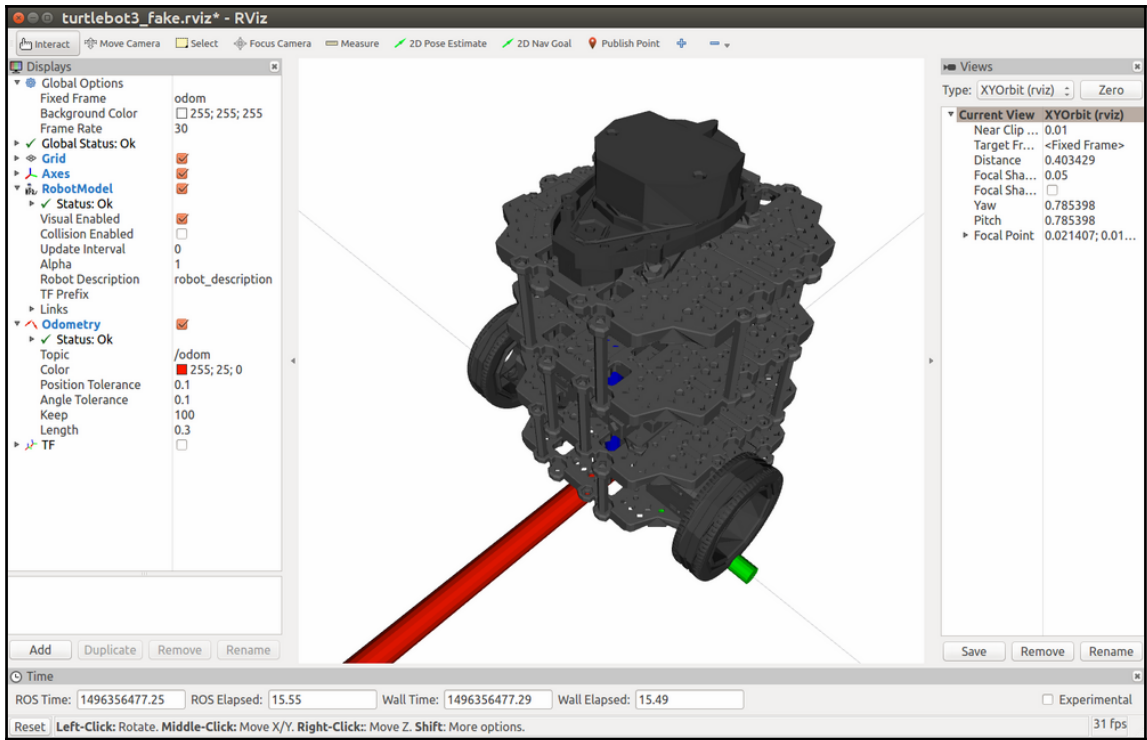 turtlebot3_fake.rviz* - RViz
Interact Move Camera Select Focus Camera Measure 2D Pose Estimate 2D Nav Goal Publish Point
Displays
Global Options
Fixed Frame odom
Background Color 255; 255; 255
Frame Rate 30
Global Status: Ok
Grid
Axes
RobotModel
Status: Ok
Visual Enabled
Collision Enabled
Update Interval 0
Alpha 1
Robot Description robot_description
TF Prefix
Links
Odometry
Status: Ok
Topic /odom
Color 255; 25; 0
Position Tolerance 0.1
Angle Tolerance 0.1
Keep 100
Length 0.3
TF
Add Duplicate Remove Rename
Views
Type: XYOrbit (rviz) Zero
Current View XYOrbit (rviz)
Near Clip ... 0.01
Target Fr... <Fixed Frame>
Distance 0.403429
Focal Sha... 0.05
Focal Sha...
Yaw 0.785398
Pitch 0.785398
Focal Point 0.021407; 0.01...
Save Remove Rename
Time
ROS Time: 1496356477.25 ROS Elapsed: 15.55 Wall Time: 1496356477.29 Wall Elapsed: 15.49 Experimental
Reset Left-Click: Rotate. Middle-Click: Move X/Y. Right-Click:: Move Z. Shift: More options. 31 fps